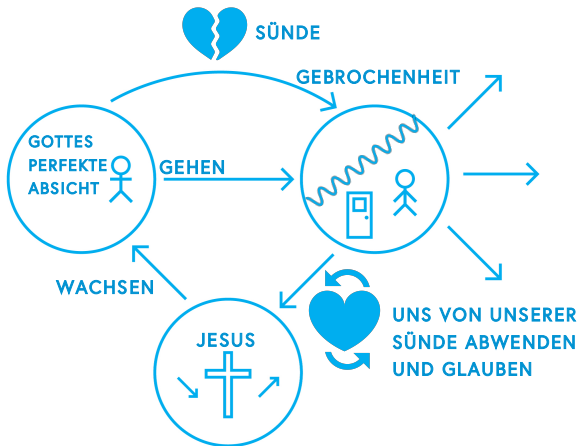 SÜNDE
GEBROCHENHEIT
GOTTES
PERFEKTE
ABSICHT
GEHEN
WACHSEN
JESUS
UNS VON UNSERER
SÜNDE ABWENDEN
UND GLAUBEN